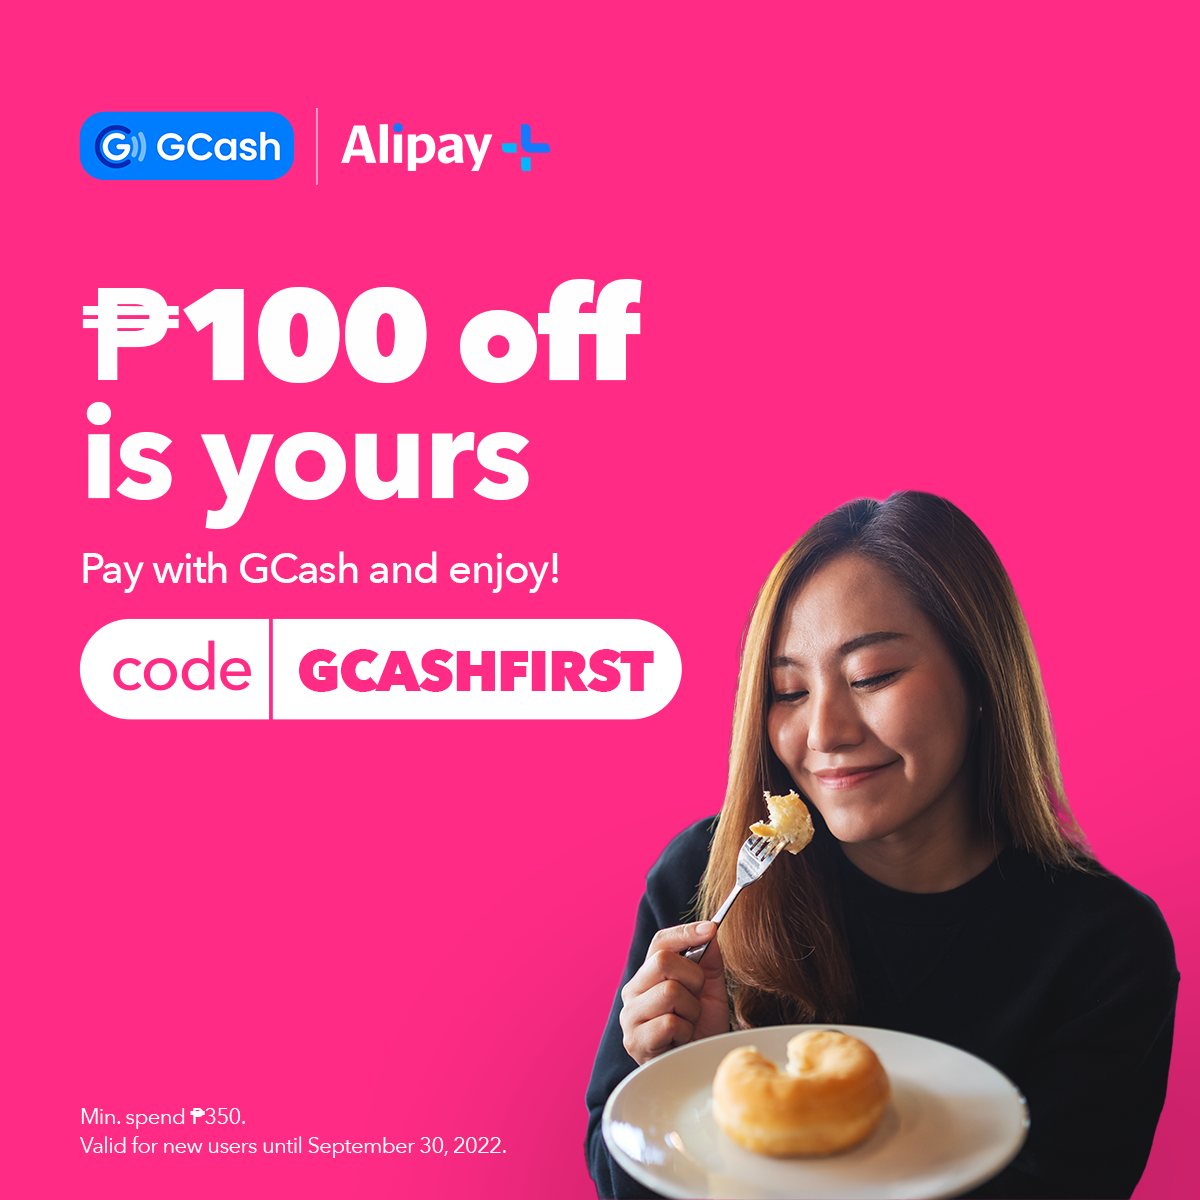 GCash
Alipay+
₱100 off
is yours
Pay with GCash and enjoy!
code GCASHFIRST
Min. spend ₱350.
Valid for new users until September 30, 2022.